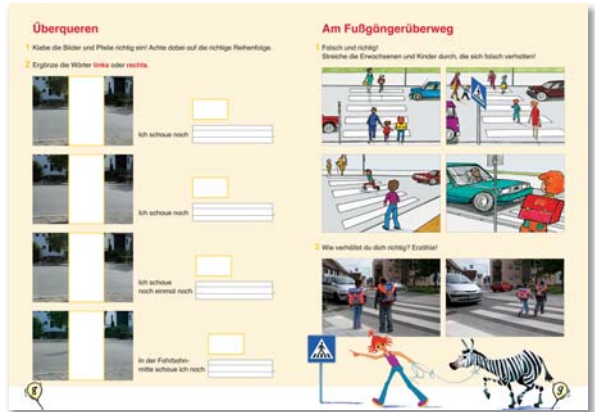 Überqueren
1 Klebe die Bilder und Pfeile richtig ein! Achte dabei auf die richtige Reihenfolge.
2 Ergänze die Wörter links oder rechts.
Ich schaue nach
Ich schaue nach
Ich schaue
noch einmal nach
In der Fahrbahn-
mitte schaue ich nach
8
Am Fußgängerüberweg
1 Falsch und richtig!
Streiche die Erwachsenen und Kinder durch, die sich falsch verhalten!
2 Wie verhältst du dich richtig? Erzähle!
9